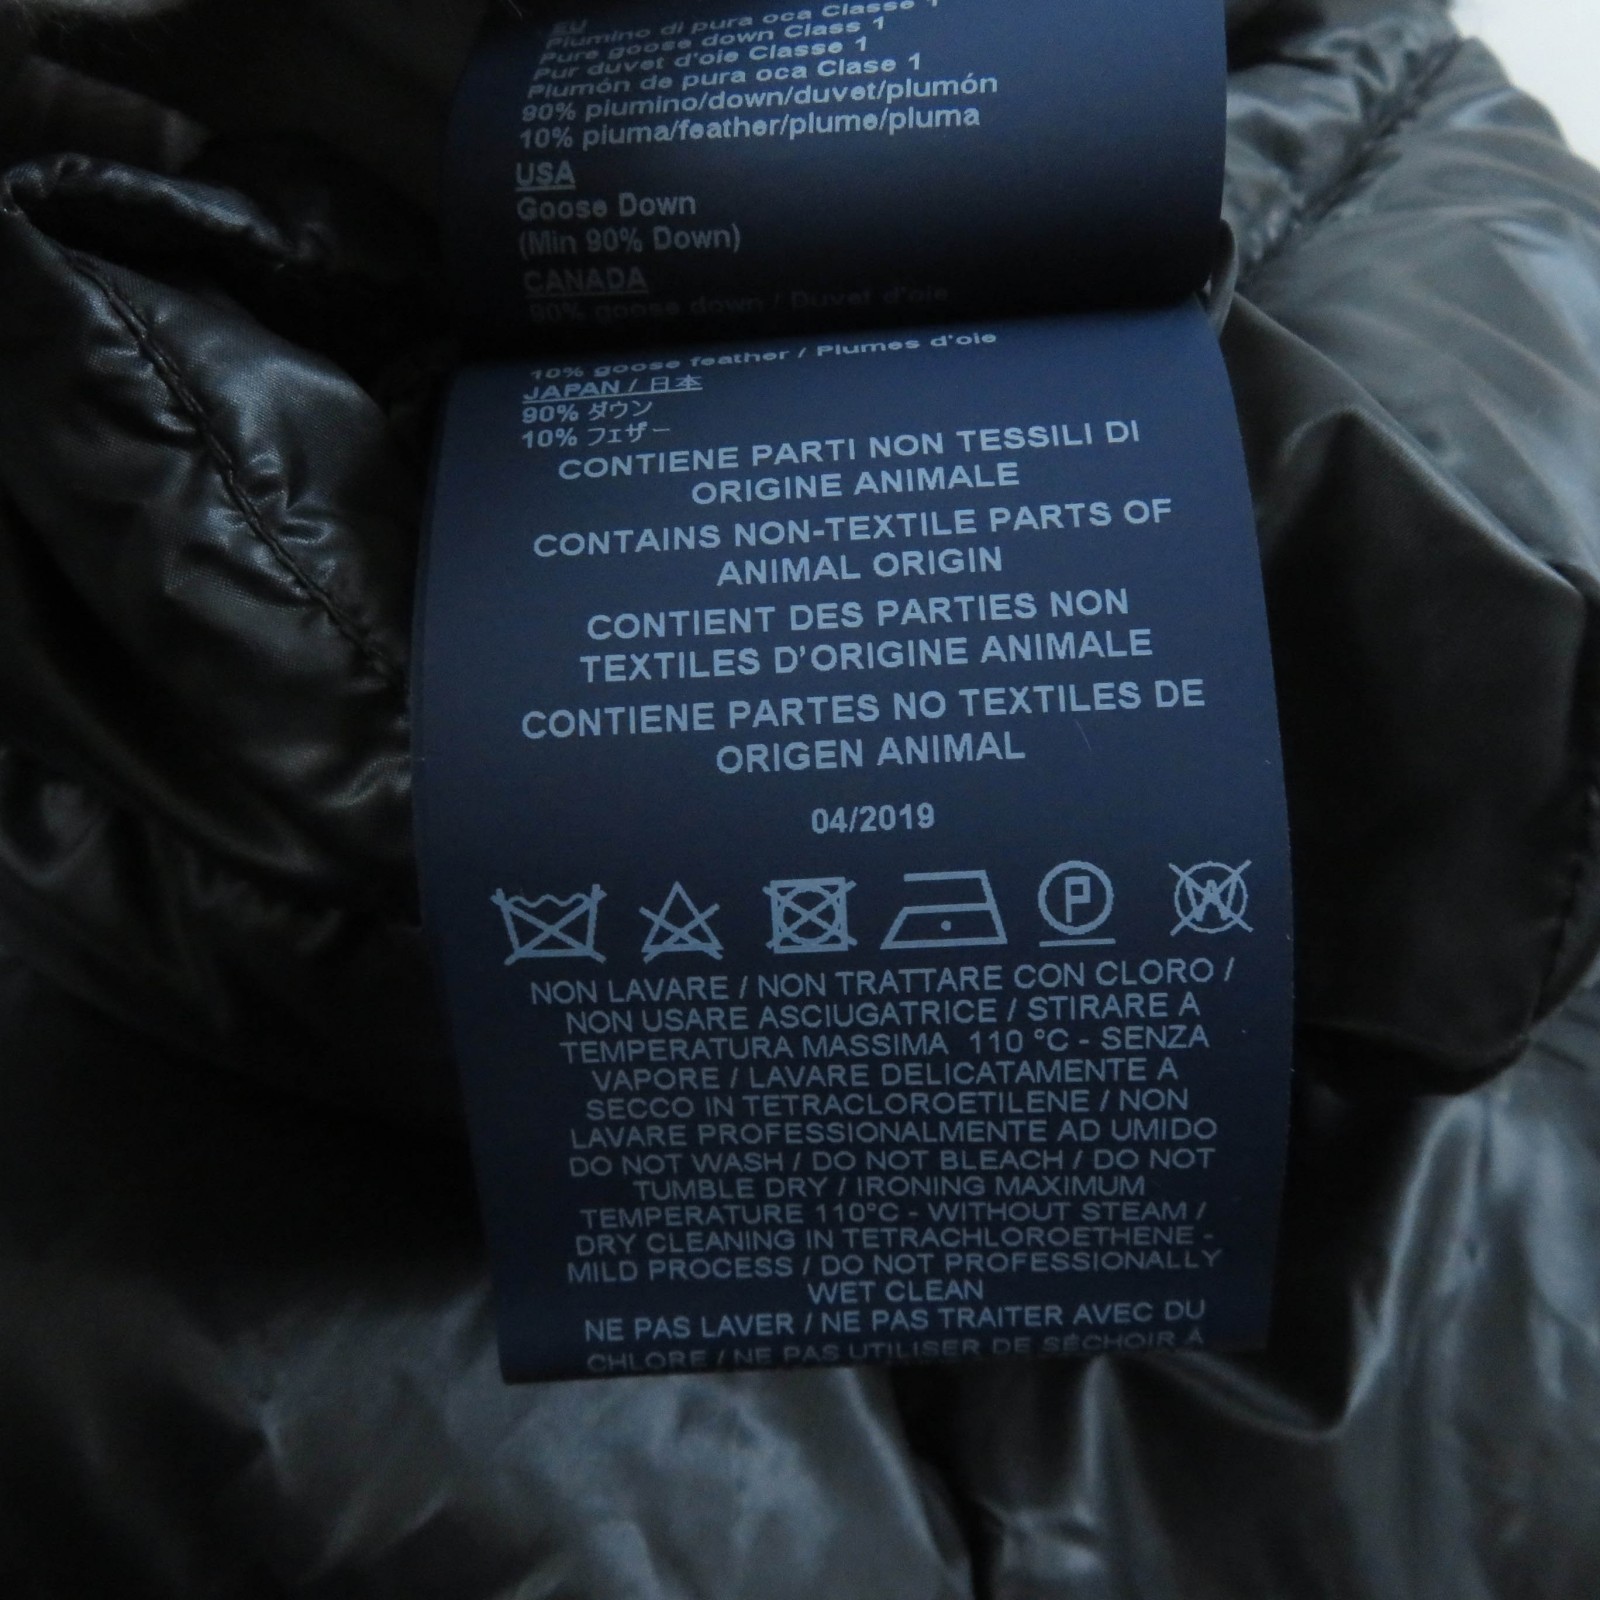 EU
Piumino di pura oca Classe 1
Pure goose down Class 1
Pur duvet d'oie Classe 1
Plumón de pura oca Clase 1
90% piumino/down/duvet/plumón
10% piuma/feather/plume/pluma
USA
Goose Down
(Min 90% Down)
CANADA
90% goose down / Duvet d'oie
10% goose feather / Plumes d'oie
JAPAN / 日本
90% ダウン
10% フェザー
CONTIENE PARTI NON TESSILI DI
ORIGINE ANIMALE
CONTAINS NON-TEXTILE PARTS OF
ANIMAL ORIGIN
CONTIENT DES PARTIES NON
TEXTILES D'ORIGINE ANIMALE
CONTIENE PARTES NO TEXTILES DE
ORIGEN ANIMAL
04/2019
P
W
NON LAVARE / NON TRATTARE CON CLORO /
NON USARE ASCIUGATRICE / STIRARE A
TEMPERATURA MASSIMA 110 °C - SENZA
VAPORE / LAVARE DELICATAMENTE A
SECCO IN TETRACLOROETILENE / NON
LAVARE PROFESSIONALMENTE AD UMIDO
DO NOT WASH / DO NOT BLEACH / DO NOT
TUMBLE DRY / IRONING MAXIMUM
TEMPERATURE 110°C - WITHOUT STEAM /
DRY CLEANING IN TETRACHLOROETHENE -
MILD PROCESS / DO NOT PROFESSIONALLY
WET CLEAN
NE PAS LAVER / NE PAS TRAITER AVEC DU
CHLORE / NE PAS UTILISER DE SÉCHOIR À